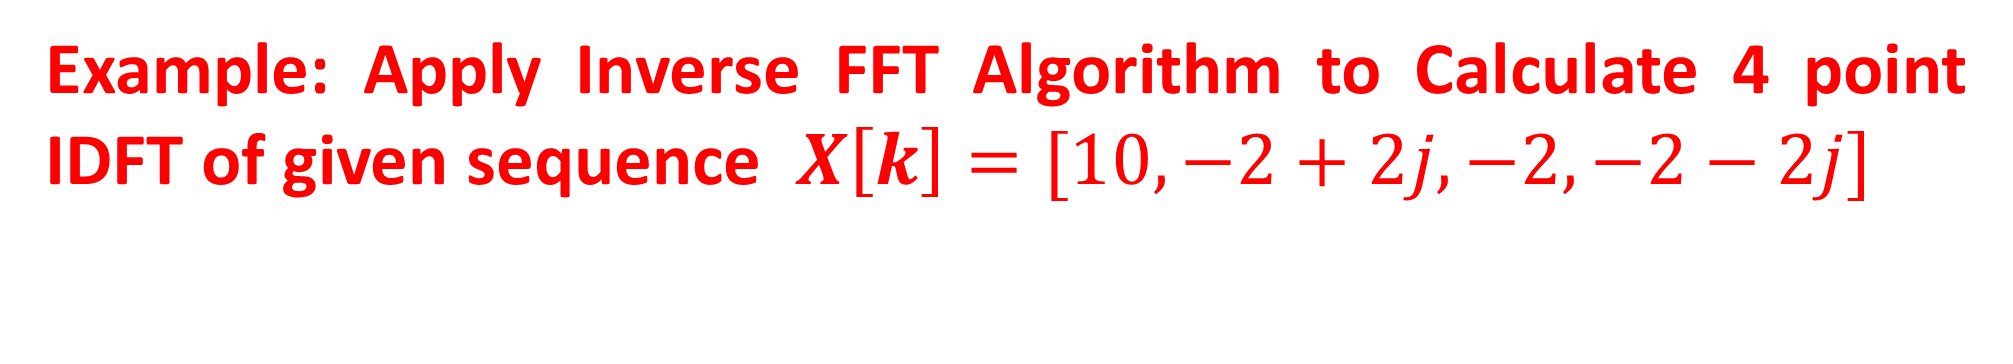 Example: Apply Inverse FFT Algorithm to Calculate 4 point
IDFT of given sequence X[k] = [10, −2 + 2j, −2, −2 − 2j]